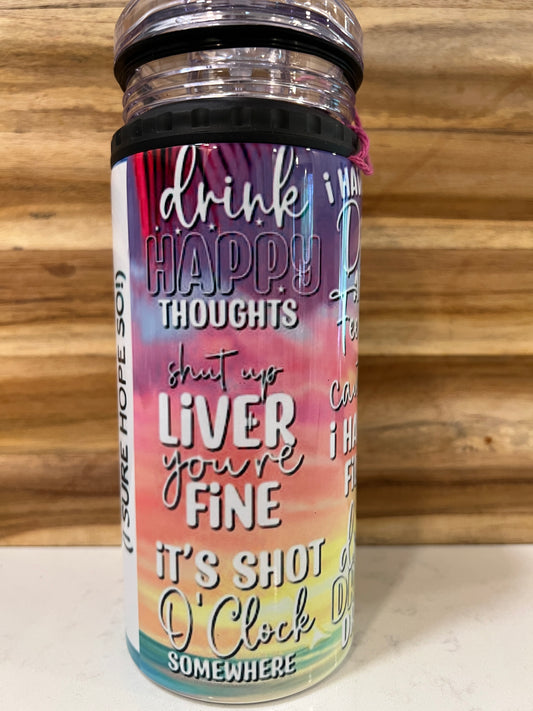 drink
HAPPY
THOUGHTS
shut up
LiVER
you're
FiNE
iT'S SHOT
O'Clock
SOMEWHERE
(I SURE HOPE SO!)
i
i